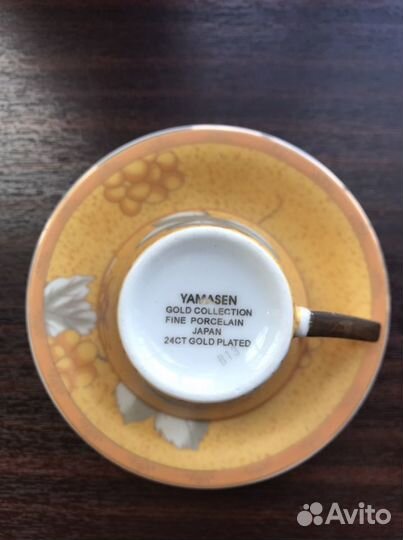 YAMASEN
GOLD COLLECTION
FINE PORCELAIN
JAPAN
24CT GOLD PLATED
Avito